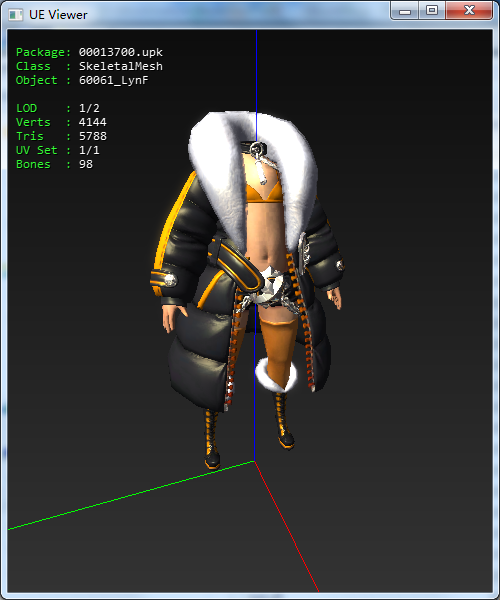 UE Viewer
Package: 00013700.upk
Class : SkeletalMesh
Object : 60061_LynF
LOD : 1/2
Verts : 4144
Tris : 5788
UV Set : 1/1
Bones : 98